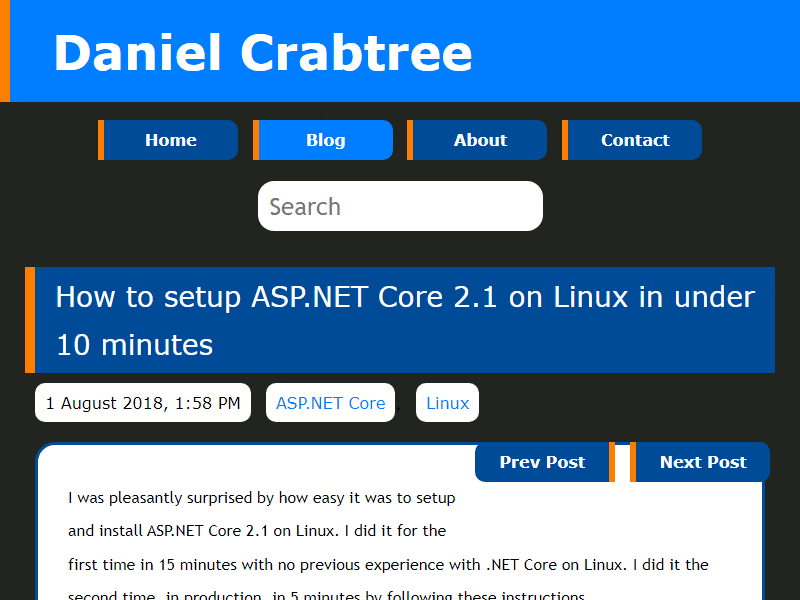 Daniel Crabtree
Home
Blog
About
Contact
Search
How to setup ASP.NET Core 2.1 on Linux in under
10 minutes
1 August 2018, 1:58 PM
ASP.NET Core,
Linux
Prev Post
Next Post
I was pleasantly surprised by how easy it was to setup
and install ASP.NET Core 2.1 on Linux. I did it for the
first time in 15 minutes with no previous experience with .NET Core on Linux. I did it the
second time, in production, in 5 minutes by following these instructions.